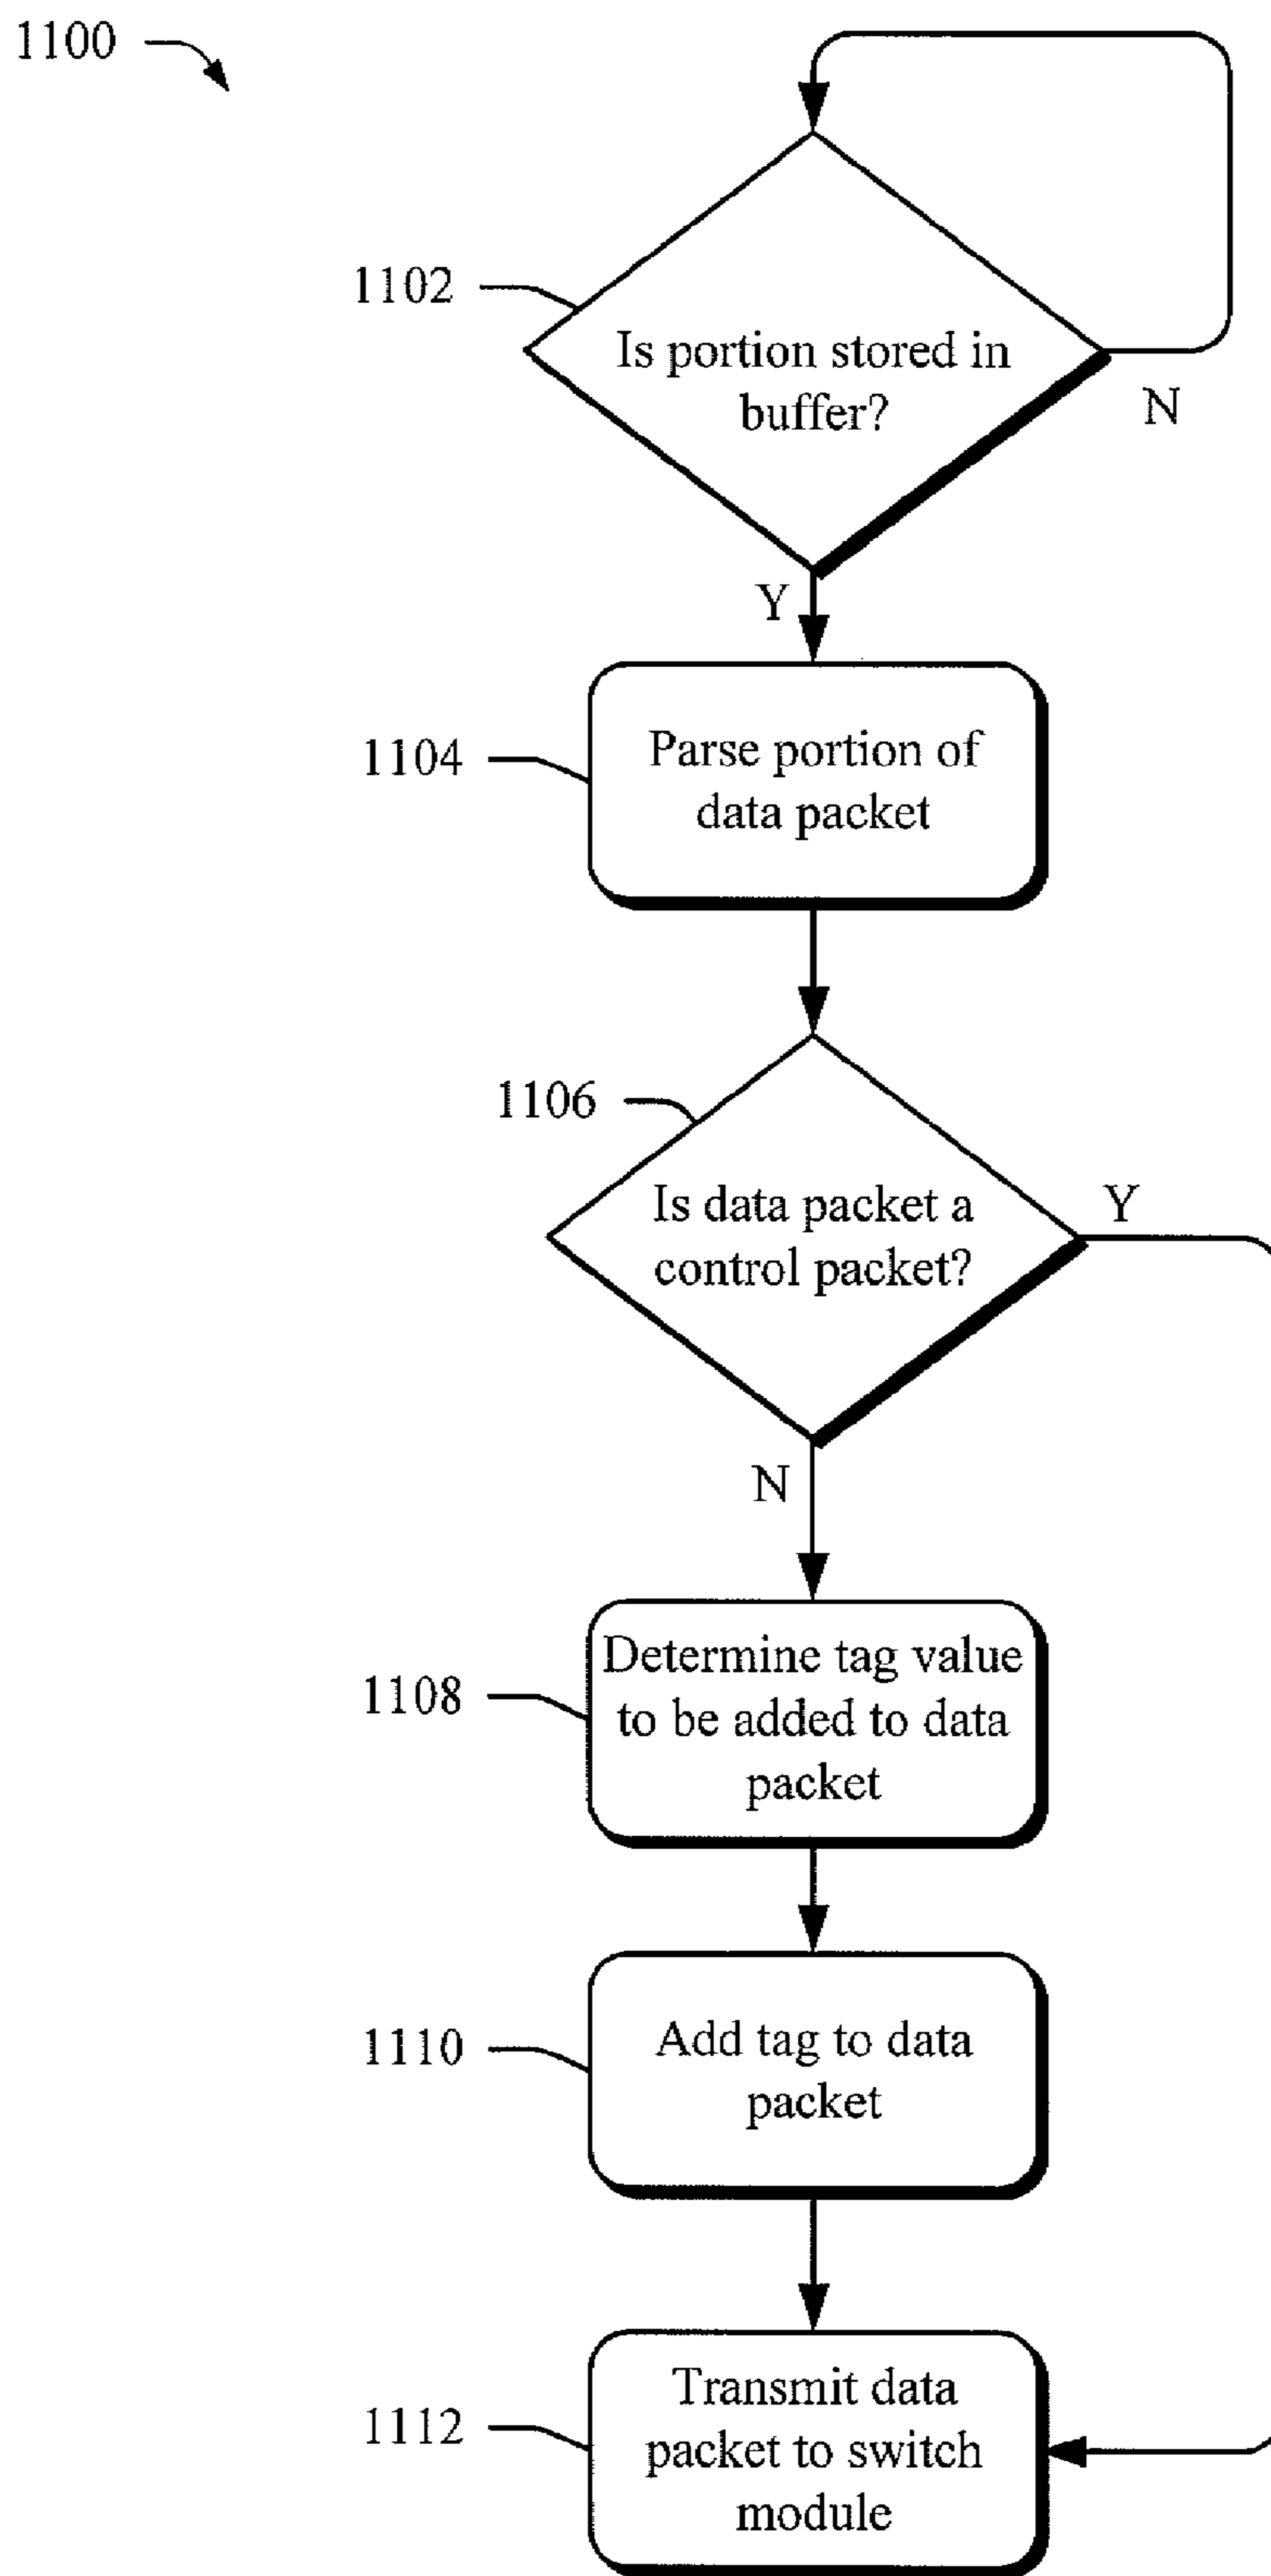 1100
1102
Is portion stored in
buffer?
N
Y
1104
Parse portion of
data packet
1106
Is data packet a
control packet?
Y
N
1108
Determine tag value
to be added to data
packet
1110
Add tag to data
packet
1112
Transmit data
packet to switch
module